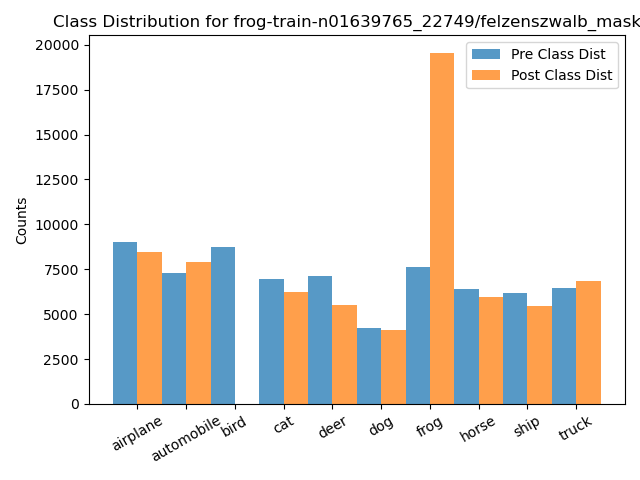 Class Distribution for frog-train-n01639765_22749/felzenszwalb_mask
Pre Class Dist
Post Class Dist
Counts
20000
17500
15000
12500
10000
7500
5000
2500
0
airplane
automobile
bird
cat
deer
dog
frog
horse
ship
truck